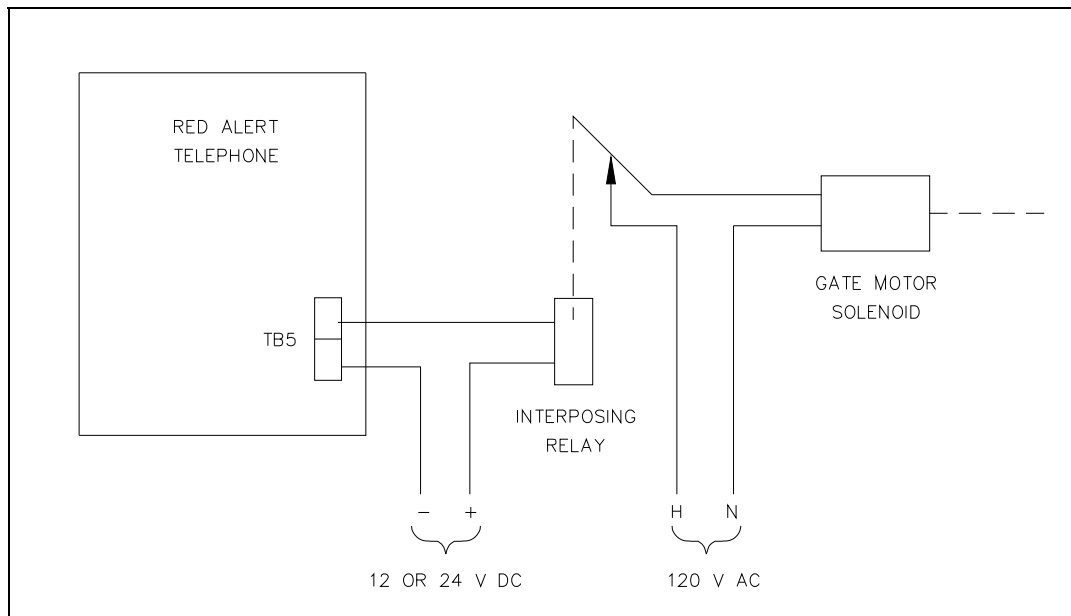 RED ALERT
TELEPHONE
TB5
INTERPOSING
RELAY
GATE MOTOR
SOLENOID
- +
12 OR 24 V DC
H N
120 V AC